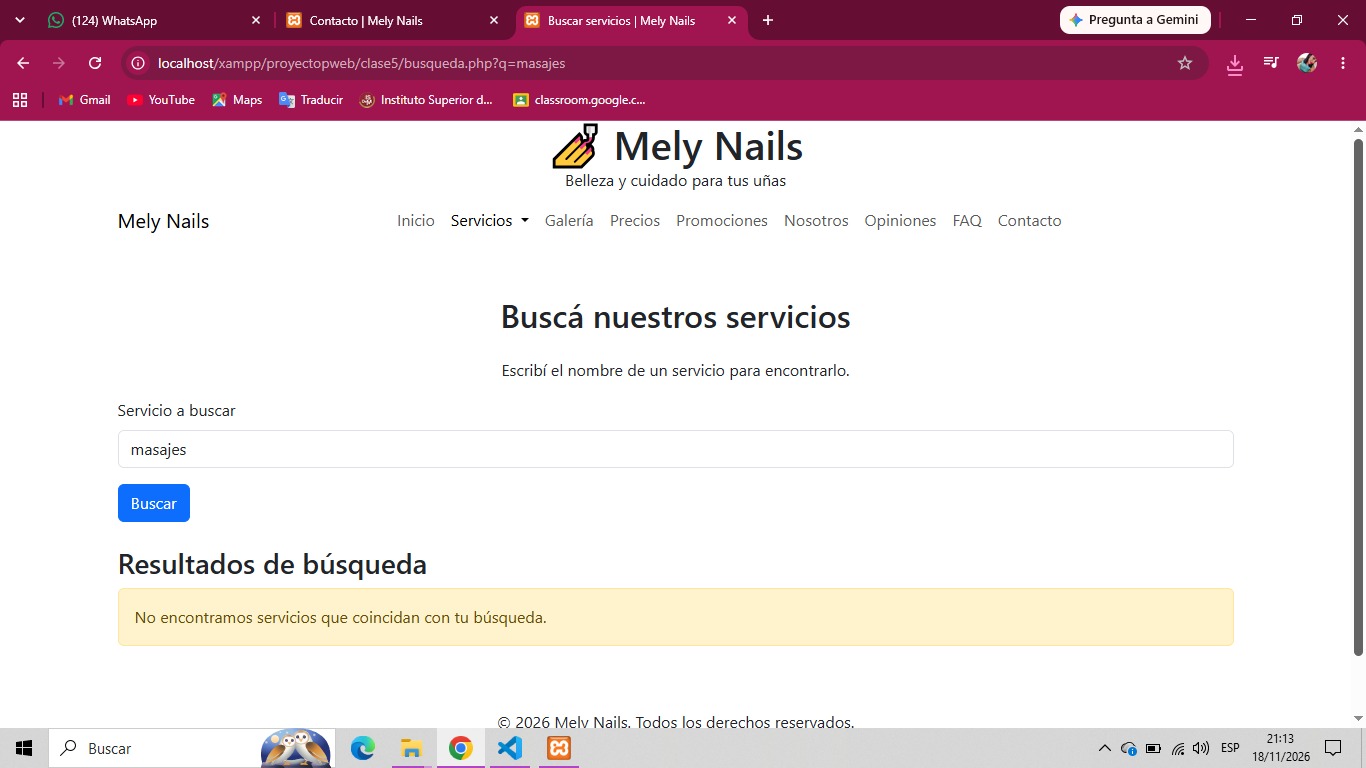 (124) WhatsApp
Contacto | Mely Nails
Buscar servicios | Mely Nails
Pregunta a Gemini
localhost/xampp/proyectopweb/clase5/busqueda.php?q=masajes
Gmail
YouTube
Maps
Traducir
Instituto Superior d...
classroom.google.c...
Mely Nails
Belleza y cuidado para tus uñas
Mely Nails
Inicio
Servicios
Galería
Precios
Promociones
Nosotros
Opiniones
FAQ
Contacto
Buscá nuestros servicios
Escribí el nombre de un servicio para encontrarlo.
Servicio a buscar
masajes
Buscar
Resultados de búsqueda
No encontramos servicios que coincidan con tu búsqueda.
© 2026 Mely Nails. Todos los derechos reservados.
Buscar
ESP
21:13
18/11/2026